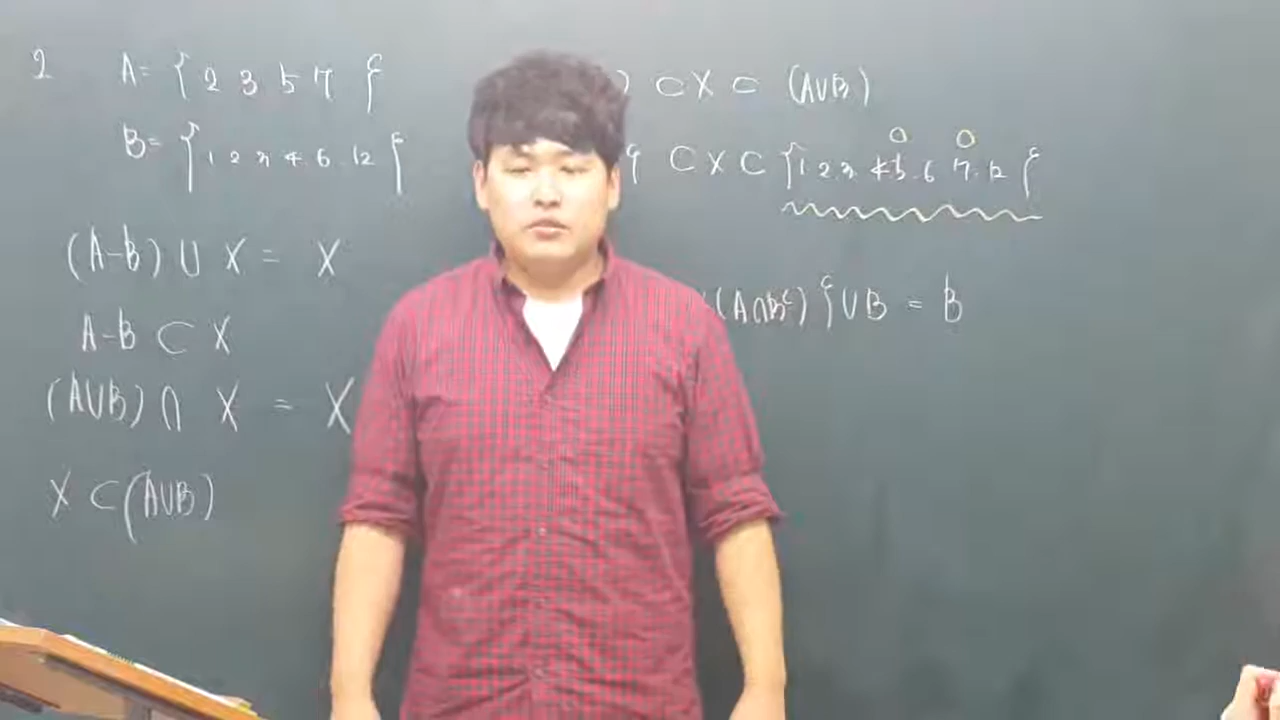 2 A= { 2 3 5 7 }
B= { 1 2 3 4 6 . 12 }
(A-B) ∪ X = X
A-B ⊂ X
(A∪B) ∩ X = X
X ⊂ (A∪B)
) ⊂ X ⊂ (A∪B)
} ⊂ X ⊂ { 1 2 3 4 5 . 6 7 . 12 }
(A∩Bᶜ) } ∪ B = B